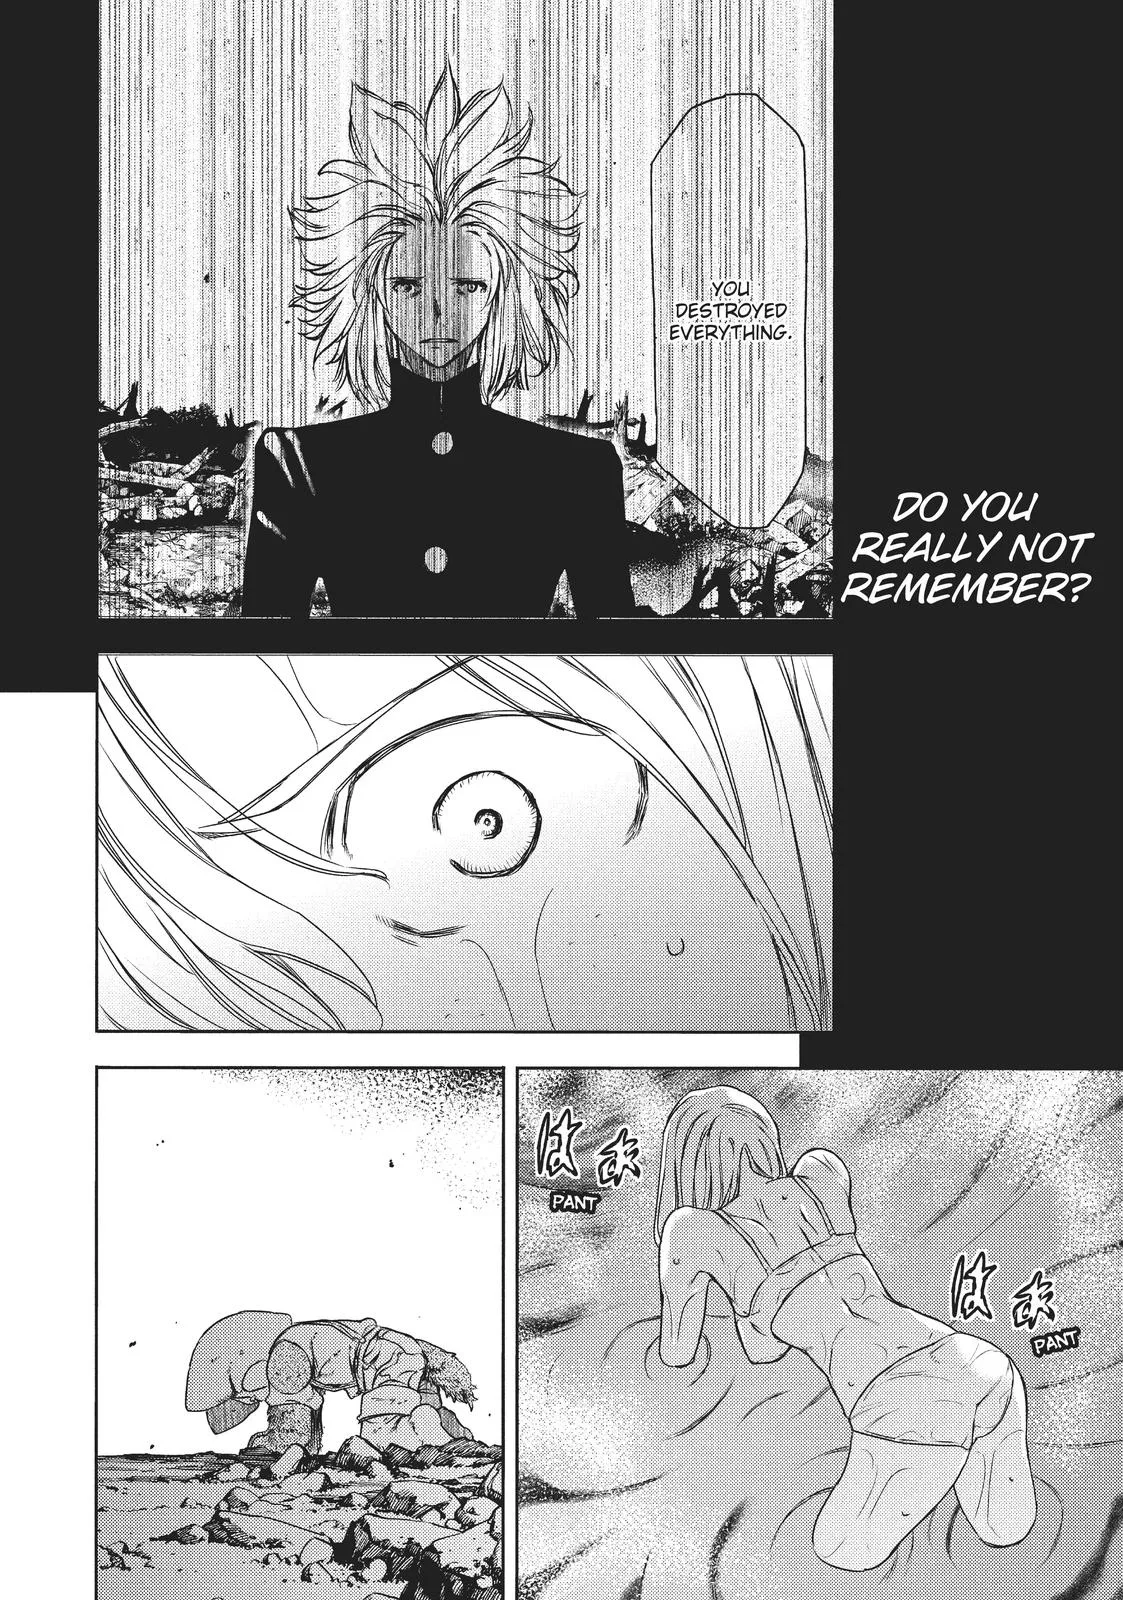 YOU
DESTROYED
EVERYTHING.
DO YOU
REALLY NOT
REMEMBER?
はぁ
PANT
はぁ
PANT